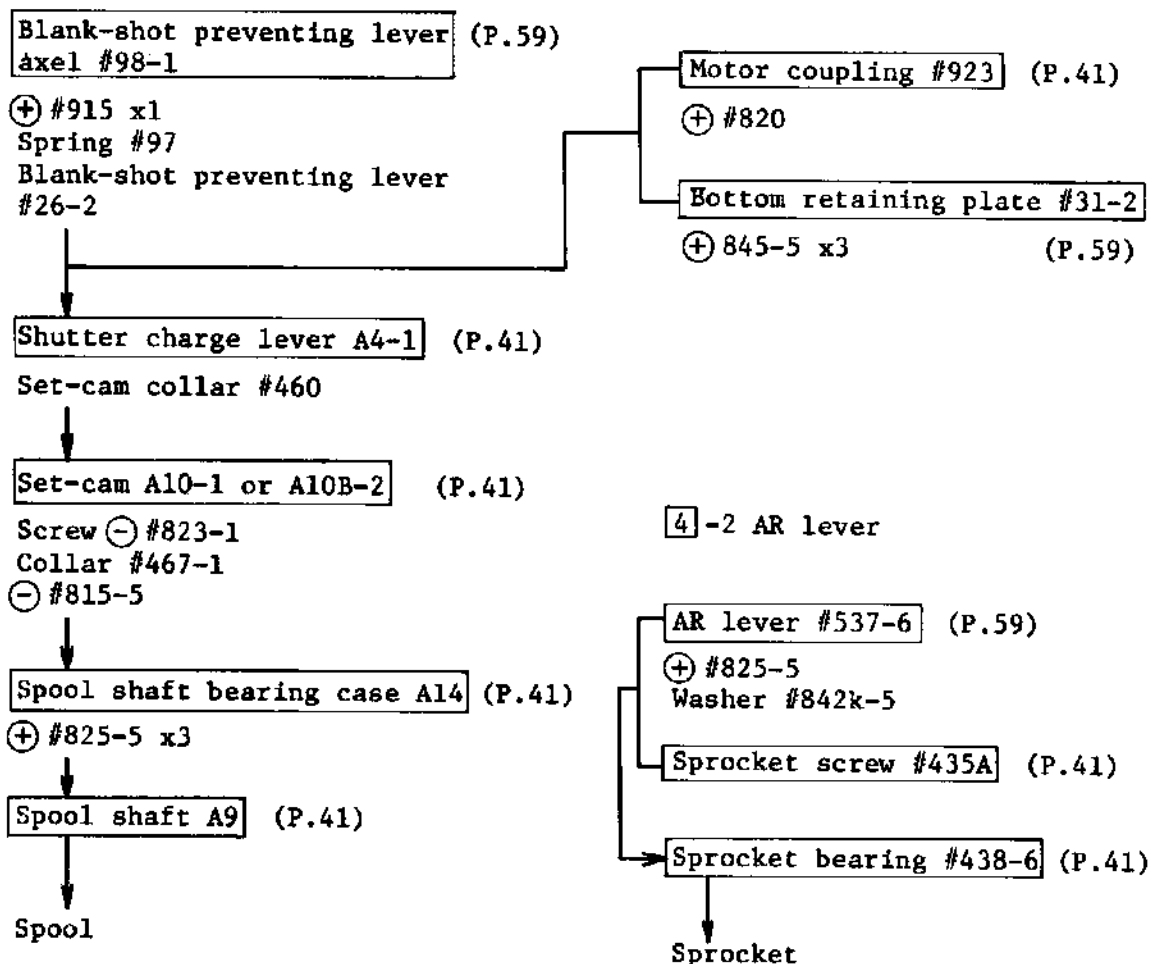 Blank-shot preventing lever (P.59)
axel #98-1
⊕ #915 x1
Spring #97
Blank-shot preventing lever
#26-2
Motor coupling #923 (P.41)
⊕ #820
Bottom retaining plate #31-2
⊕ 845-5 x3 (P.59)
Shutter charge lever A4-1 (P.41)
Set-cam collar #460
Set-cam A10-1 or A10B-2 (P.41)
Screw ⊖ #823-1
Collar #467-1
⊖ #815-5
Spool shaft bearing case A14 (P.41)
⊕ #825-5 x3
Spool shaft A9 (P.41)
Spool
4 -2 AR lever
AR lever #537-6 (P.59)
⊕ #825-5
Washer #842k-5
Sprocket screw #435A (P.41)
Sprocket bearing #438-6 (P.41)
Sprocket